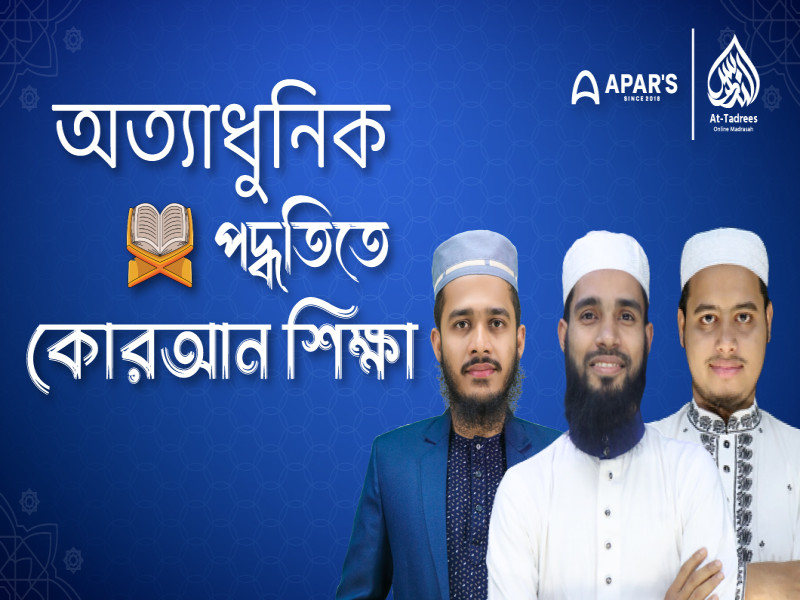 অত্যাধুনিক
পদ্ধতিতে
কোরআন শিক্ষা
APAR'S
SINCE 2018
At-Tadrees
Online Madrasah